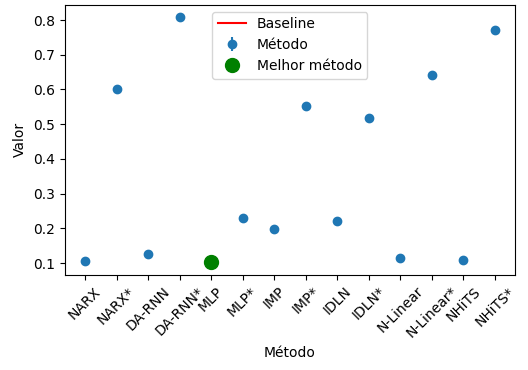 Baseline
Método
Melhor método
Valor
0.8
0.7
0.6
0.5
0.4
0.3
0.2
0.1
NARX
NARX*
DA-RNN
DA-RNN*
MLP
MLP*
IMP
IMP*
IDLN
IDLN*
N-Linear
N-Linear*
NHiTS
NHiTS*
Método